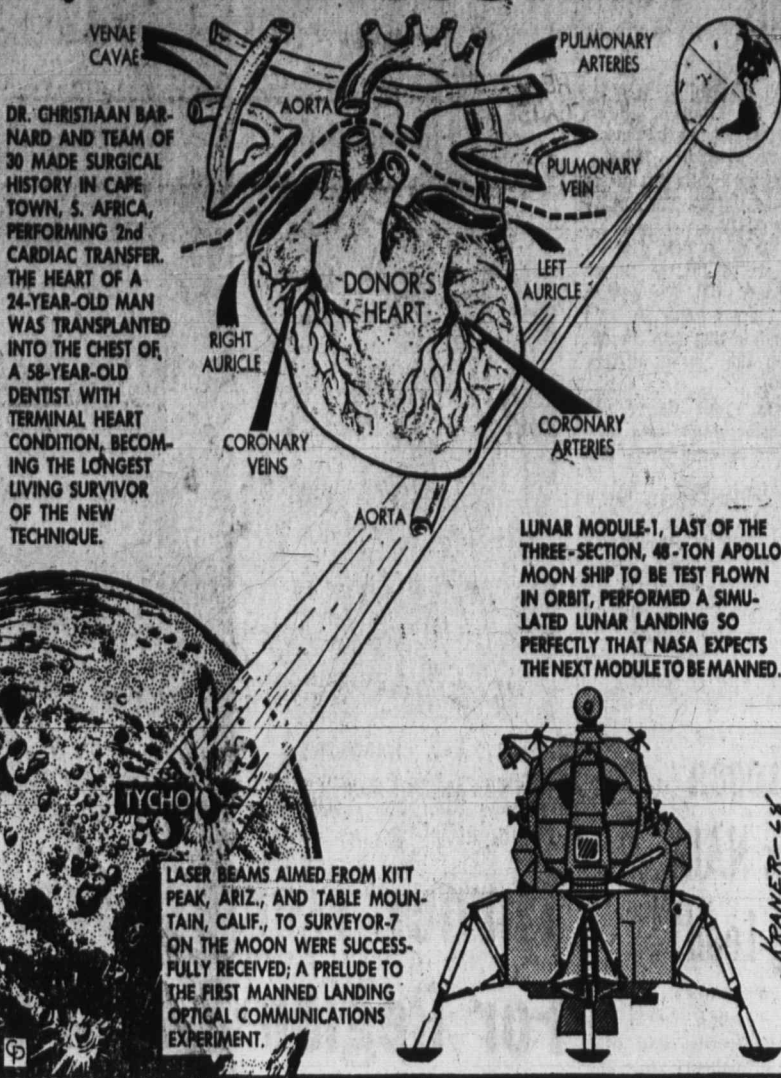 VENAE
CAVAE
PULMONARY
ARTERIES
AORTA
PULMONARY
VEIN
DR. CHRISTIAAN BAR-
NARD AND TEAM OF
30 MADE SURGICAL
HISTORY IN CAPE
TOWN, S. AFRICA,
PERFORMING 2nd
CARDIAC TRANSFER.
THE HEART OF A
24-YEAR-OLD MAN
WAS TRANSPLANTED
INTO THE CHEST OF
A 58-YEAR-OLD
DENTIST WITH
TERMINAL HEART
CONDITION, BECOM-
ING THE LONGEST
LIVING SURVIVOR
OF THE NEW
TECHNIQUE.
DONOR'S
HEART
LEFT
AURICLE
RIGHT
AURICLE
CORONARY
VEINS
CORONARY
ARTERIES
AORTA
LUNAR MODULE-1, LAST OF THE
THREE-SECTION, 48-TON APOLLO
MOON SHIP TO BE TEST FLOWN
IN ORBIT, PERFORMED A SIMU-
LATED LUNAR LANDING SO
PERFECTLY THAT NASA EXPECTS
THE NEXT MODULE TO BE MANNED.
TYCHO
LASER BEAMS AIMED FROM KITT
PEAK, ARIZ., AND TABLE MOUN-
TAIN, CALIF., TO SURVEYOR-7
ON THE MOON WERE SUCCESS-
FULLY RECEIVED; A PRELUDE TO
THE FIRST MANNED LANDING
OPTICAL COMMUNICATIONS
EXPERIMENT.
CP